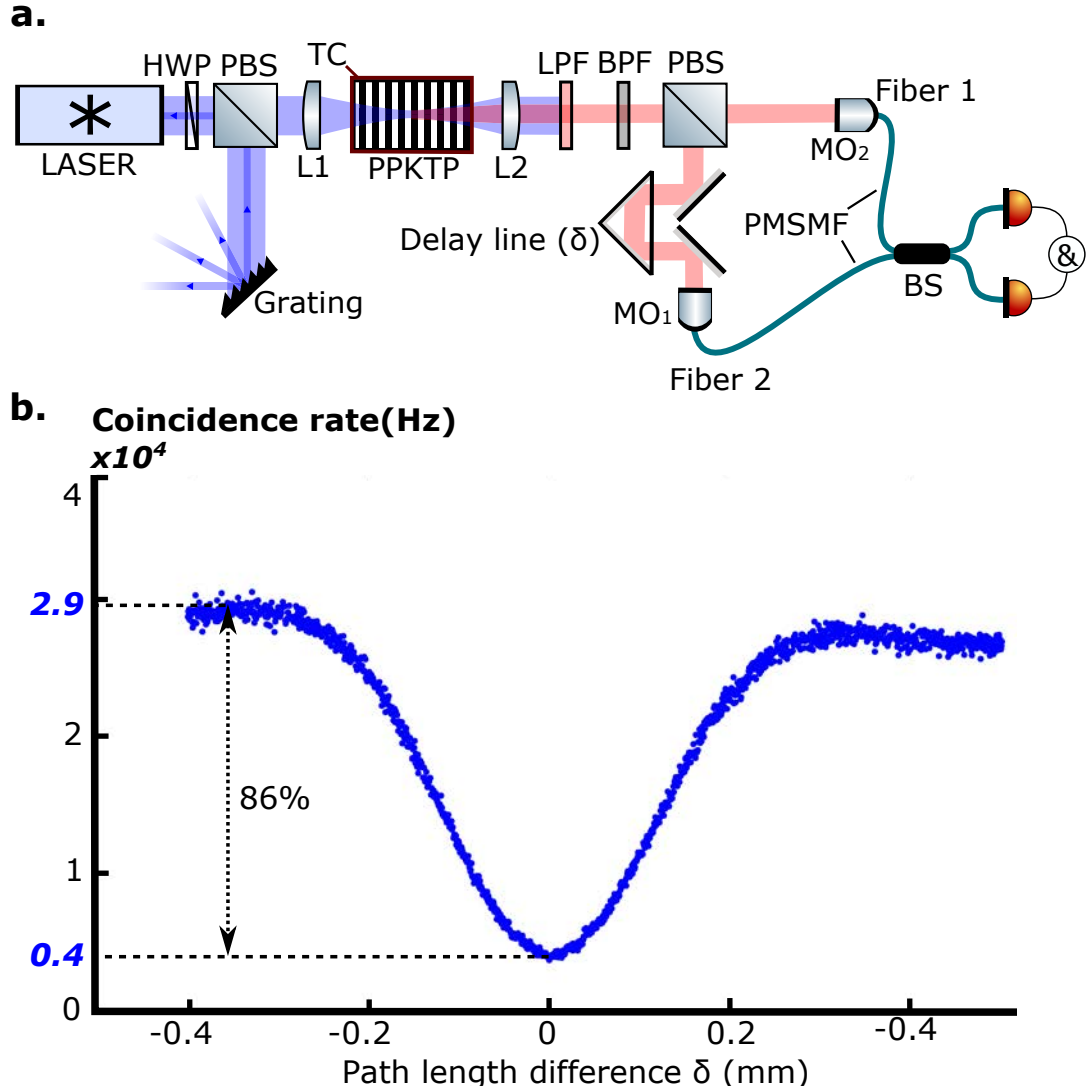 a.
HWP PBS TC LPF BPF PBS
Fiber 1
LASER L1 PPKTP L2 MO₂
PMSMF
Delay line (δ)
&
Grating BS
MO₁
Fiber 2
b. Coincidence rate(Hz)
x10⁴
4
2.9
2
86%
1
0.4
0
-0.4 -0.2 0 0.2 -0.4
Path length difference δ (mm)